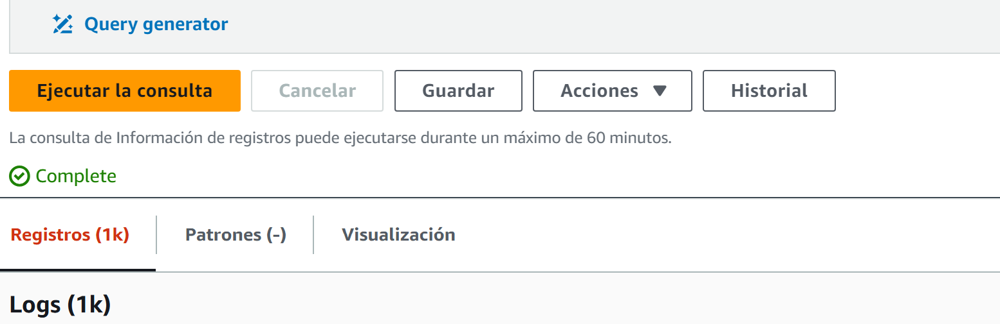 Query generator
Ejecutar la consulta Cancelar Guardar Acciones Historial
La consulta de Información de registros puede ejecutarse durante un máximo de 60 minutos.
Complete
Registros (1k) Patrones (-) Visualización
Logs (1k)